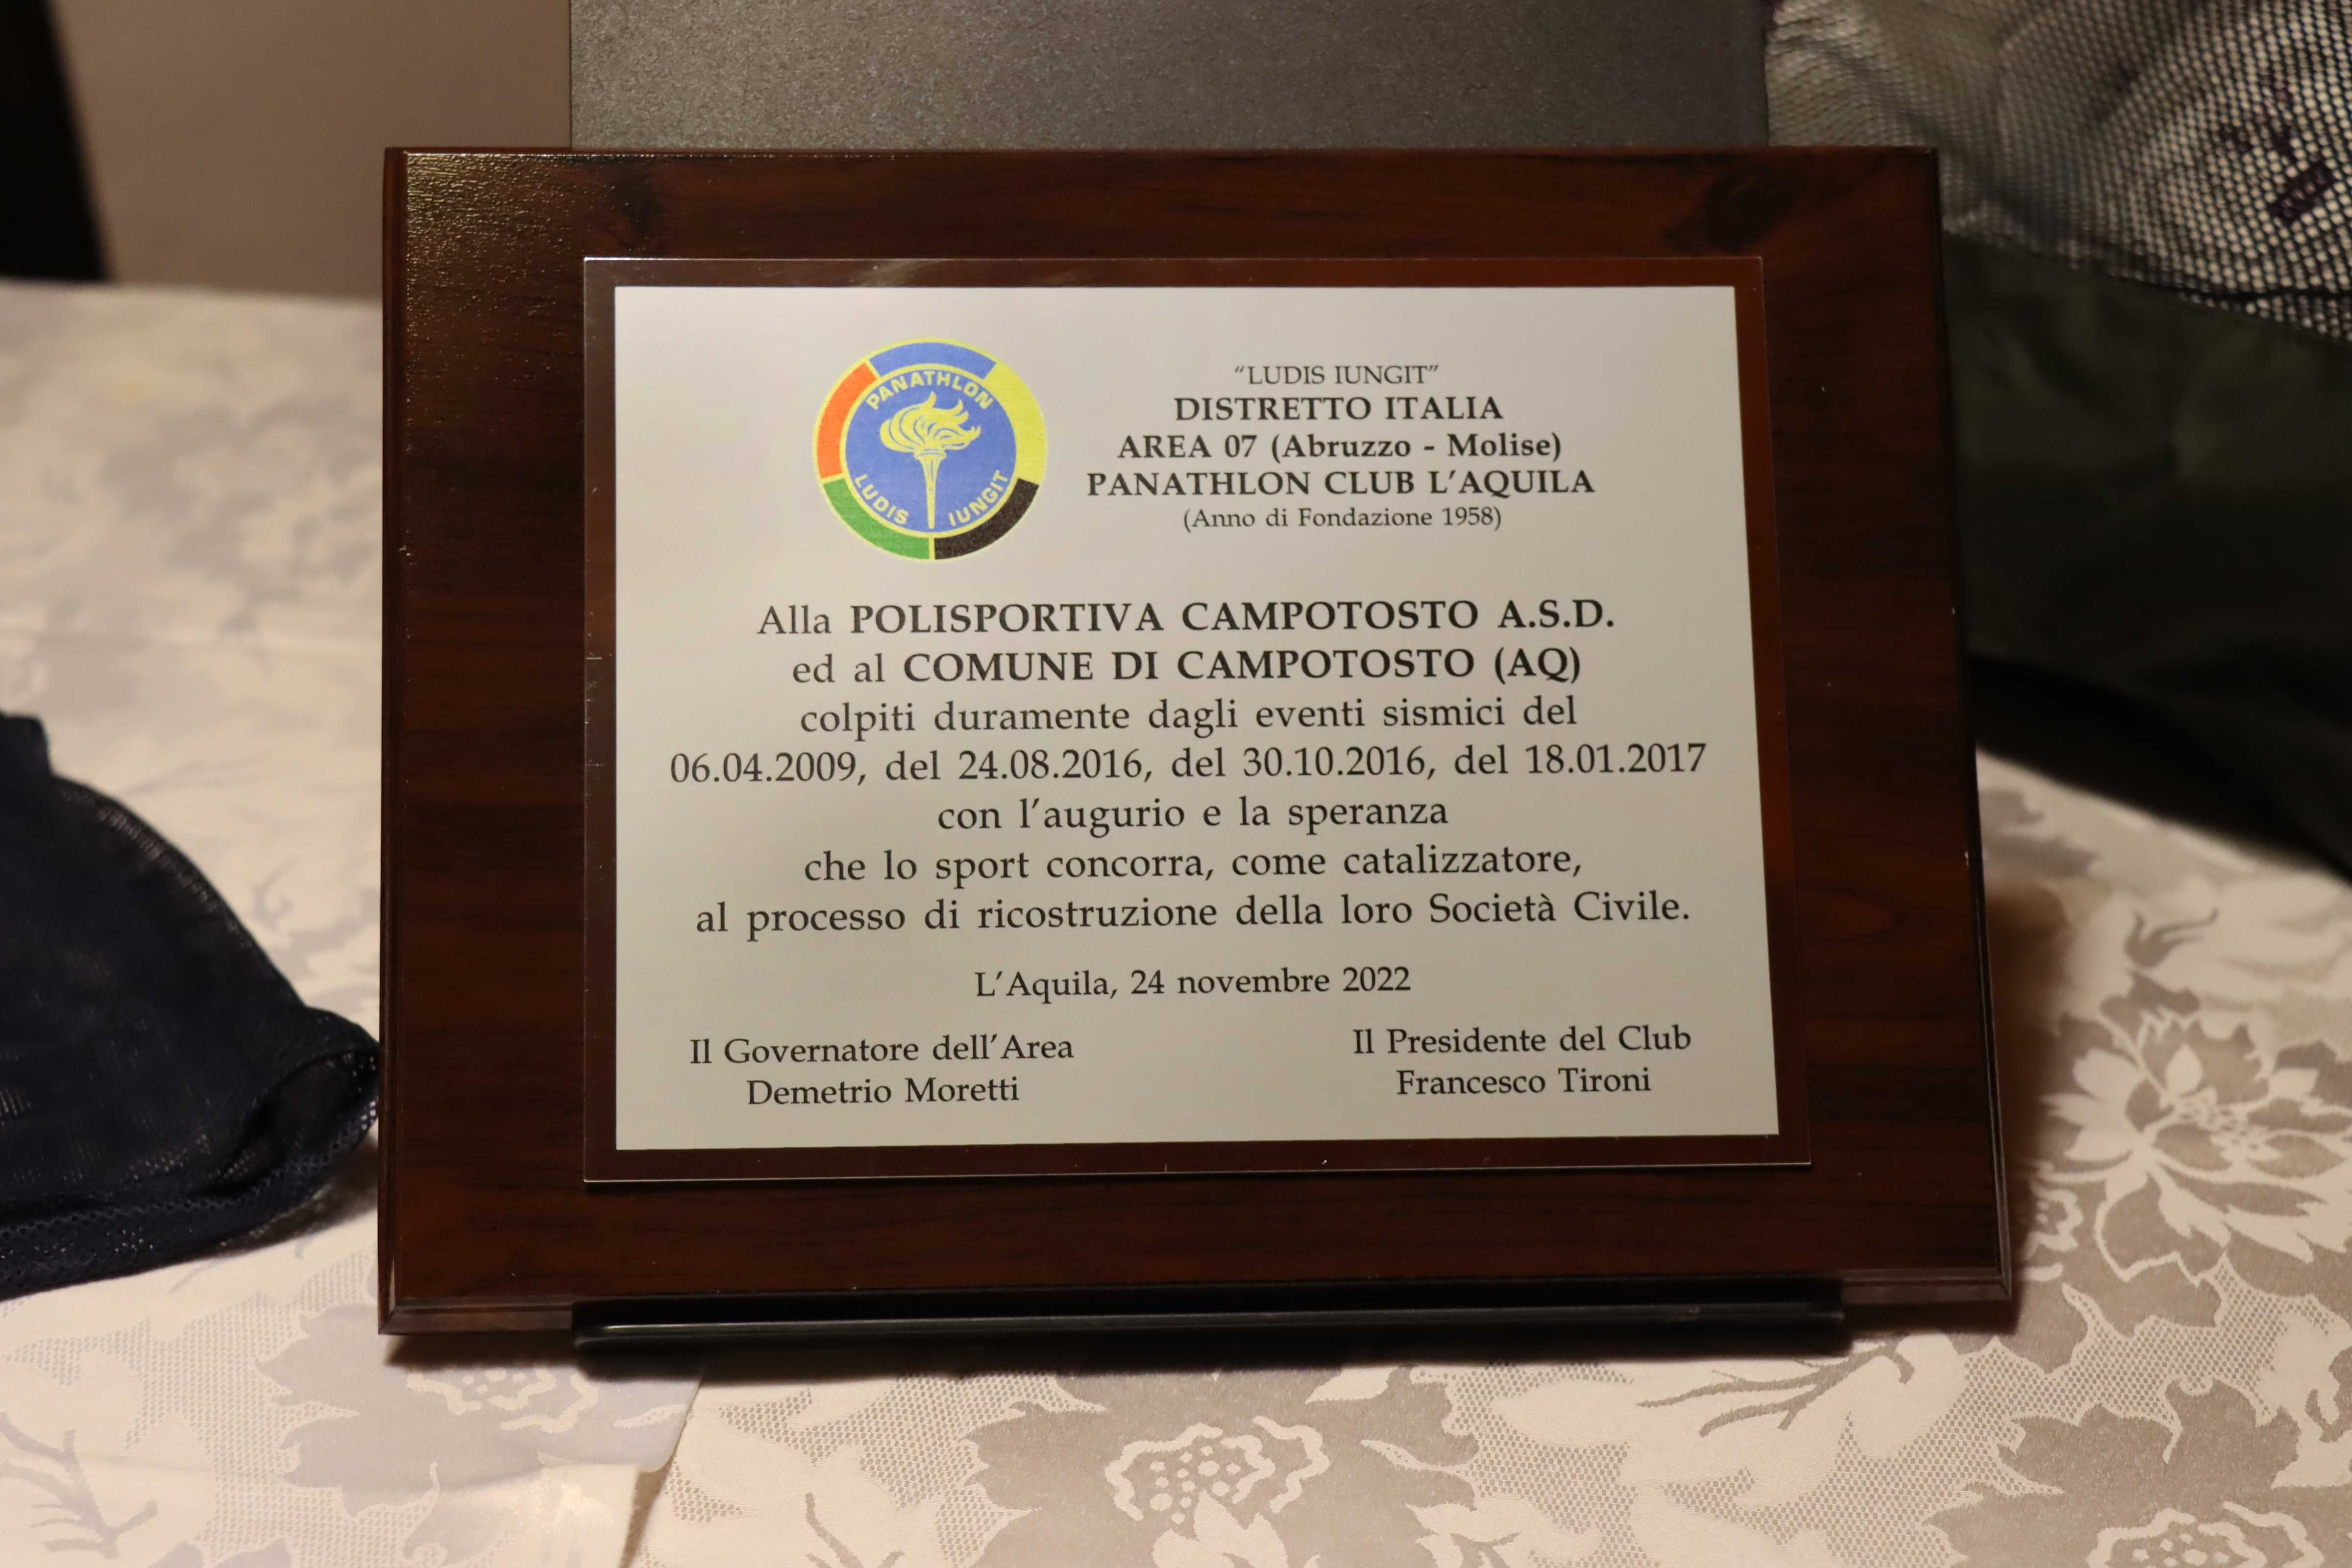 PANATHLON
LUDIS IUNGIT
“LUDIS IUNGIT”
DISTRETTO ITALIA
AREA 07 (Abruzzo - Molise)
PANATHLON CLUB L’AQUILA
(Anno di Fondazione 1958)
Alla POLISPORTIVA CAMPOTOSTO A.S.D.
ed al COMUNE DI CAMPOTOSTO (AQ)
colpiti duramente dagli eventi sismici del
06.04.2009, del 24.08.2016, del 30.10.2016, del 18.01.2017
con l’augurio e la speranza
che lo sport concorra, come catalizzatore,
al processo di ricostruzione della loro Società Civile.
L’Aquila, 24 novembre 2022
Il Governatore dell’Area
Demetrio Moretti
Il Presidente del Club
Francesco Tironi